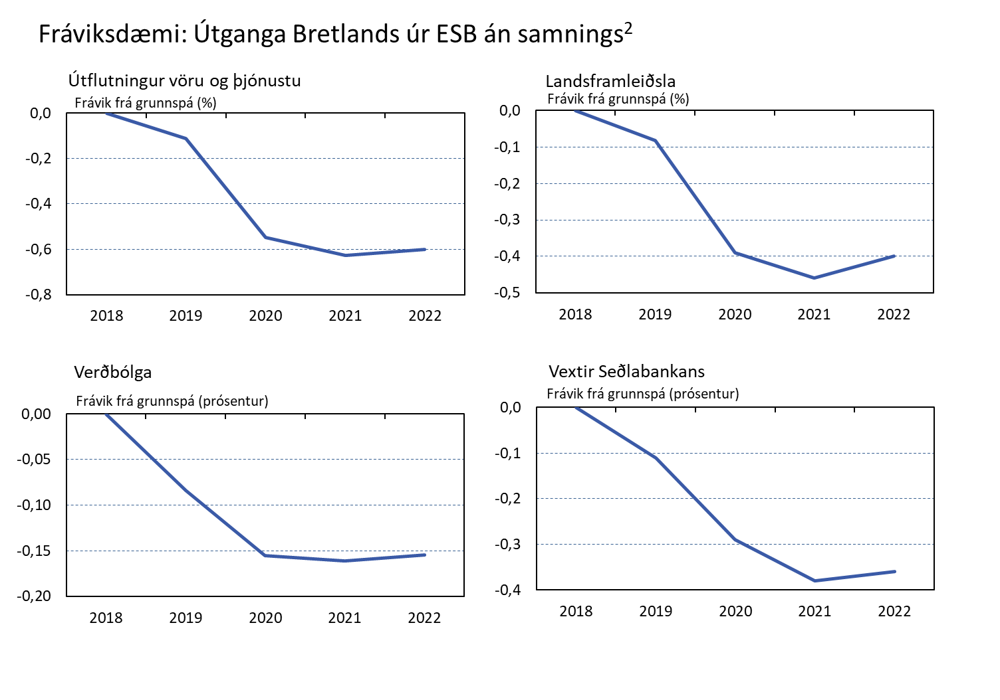 Fráviksdæmi: Útganga Bretlands úr ESB án samnings²
Útflutningur vöru og þjónustu
Frávik frá grunnspá (%)
0,0
-0,2
-0,4
-0,6
-0,8
2018 2019 2020 2021 2022
Landsframleiðsla
Frávik frá grunnspá (%)
0,0
-0,1
-0,2
-0,3
-0,4
-0,5
2018 2019 2020 2021 2022
Verðbólga
Frávik frá grunnspá (prósentur)
0,00
-0,05
-0,10
-0,15
-0,20
2018 2019 2020 2021 2022
Vextir Seðlabankans
Frávik frá grunnspá (prósentur)
0,0
-0,1
-0,2
-0,3
-0,4
2018 2019 2020 2021 2022